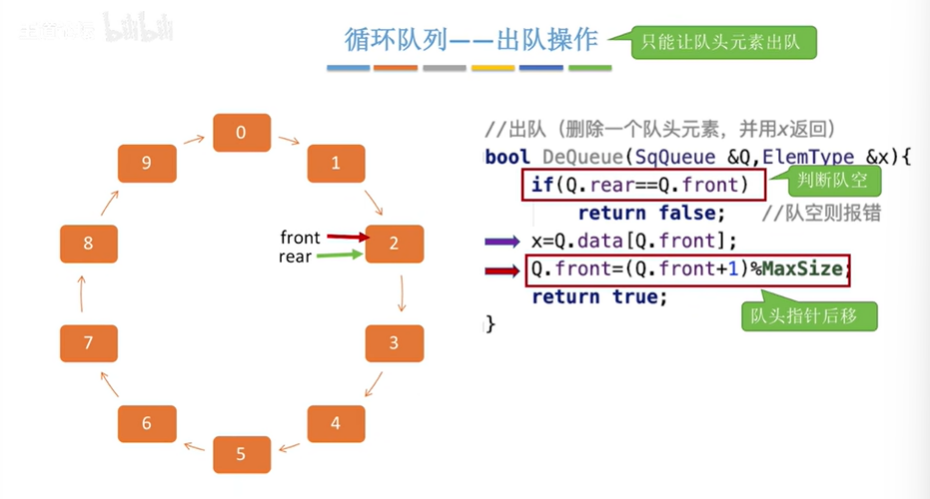 bilibili
循环队列——出队操作
只能让队头元素出队
0
1
2
3
4
5
6
7
8
9
front
rear
//出队（删除一个队头元素，并用x返回）
bool DeQueue(SqQueue &Q,ElemType &x){
if(Q.rear==Q.front)
判断队空
return false; //队空则报错
x=Q.data[Q.front];
Q.front=(Q.front+1)%MaxSize;
return true;
队头指针后移
}